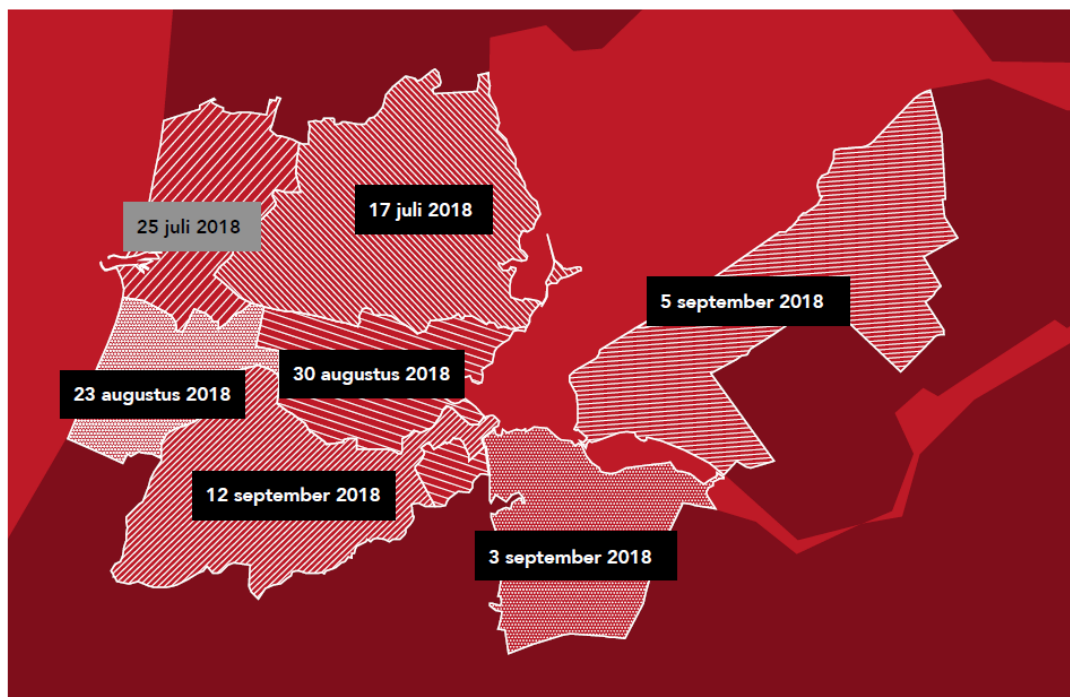 17 juli 2018
25 juli 2018
5 september 2018
30 augustus 2018
23 augustus 2018
12 september 2018
3 september 2018